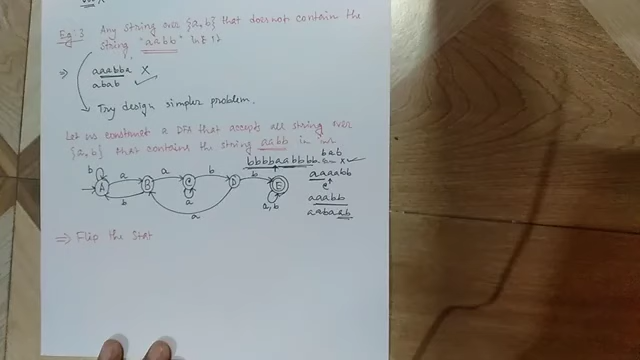 Eg 3 Any string over {a,b} that does not contain the
string "aabb" in it
⇒ aaabba X
abab ✓
Try design simpler problem.
Let us construct a DFA that accepts all string over
{a,b} that contains the string aabb in
bab
bbbbaabbbb
aaaabb
C
aaabb
aabaab
b a a b b
A B C D E
b a a a,b
⇒ Flip the stat